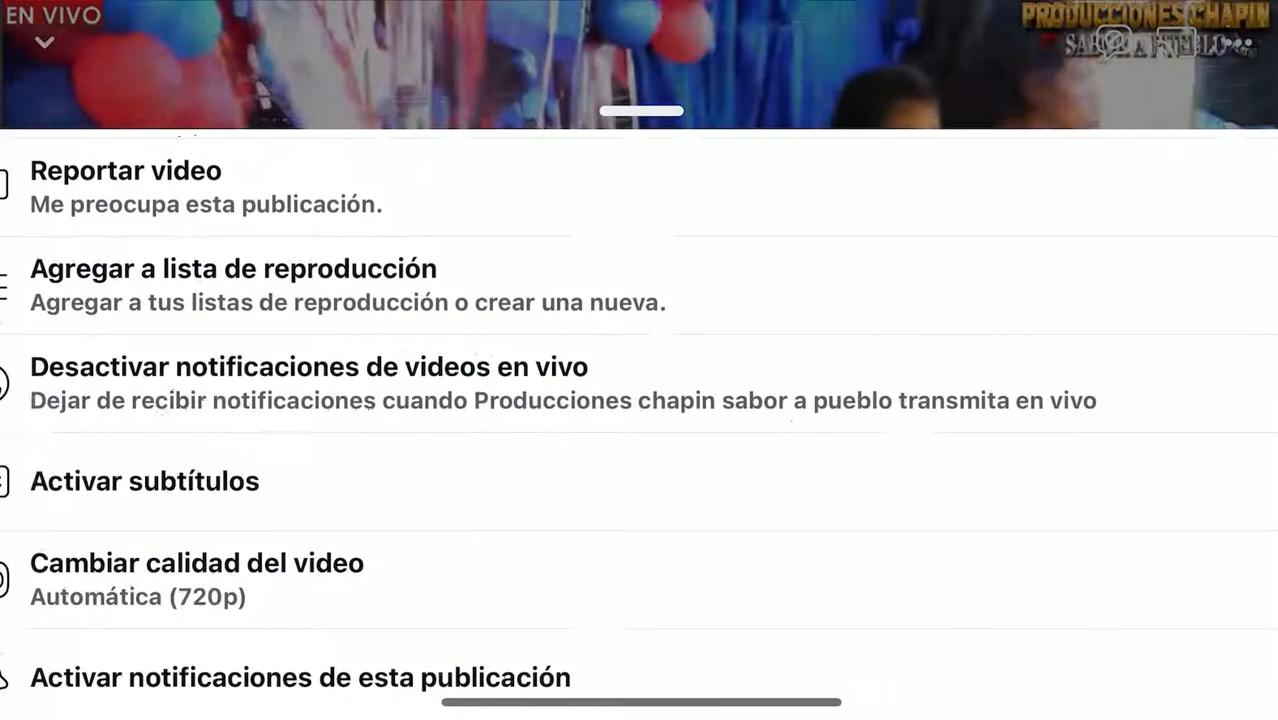 EN VIVO
PRODUCCIONES CHAPIN
Reportar video
Me preocupa esta publicación.
Agregar a lista de reproducción
Agregar a tus listas de reproducción o crear una nueva.
Desactivar notificaciones de videos en vivo
Dejar de recibir notificaciones cuando Producciones chapin sabor a pueblo transmita en vivo
Activar subtítulos
Cambiar calidad del video
Automática (720p)
Activar notificaciones de esta publicación